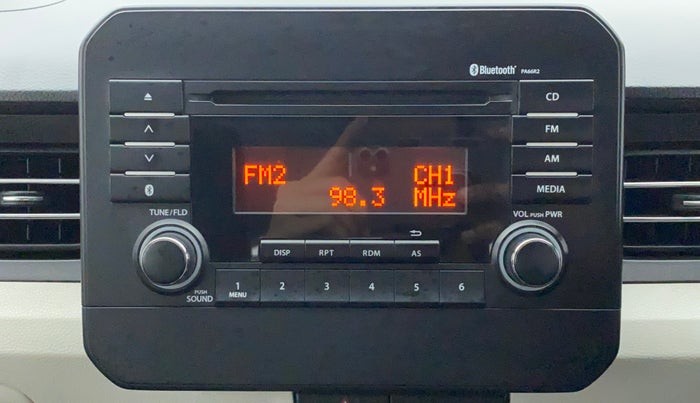 Bluetooth® PA66R2
CD
FM
AM
MEDIA
FM2 CH1
98.3 MHz
TUNE/FLD
VOL PUSH PWR
DISP RPT RDM AS
PUSH SOUND
1 MENU 2 3 4 5 6